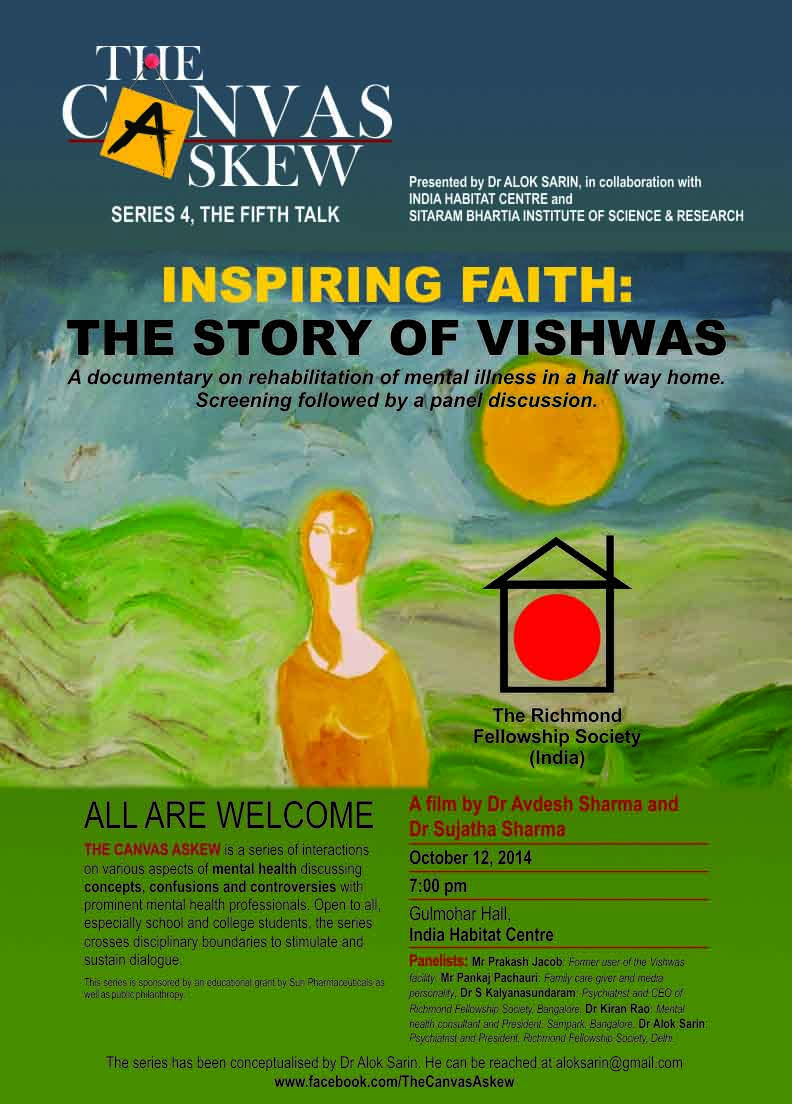 THE
CANVAS
ASKEW
SERIES 4, THE FIFTH TALK
Presented by Dr ALOK SARIN, in collaboration with
INDIA HABITAT CENTRE and
SITARAM BHARTIA INSTITUTE OF SCIENCE & RESEARCH
INSPIRING FAITH:
THE STORY OF VISHWAS
A documentary on rehabilitation of mental illness in a half way home.
Screening followed by a panel discussion.
The Richmond
Fellowship Society
(India)
ALL ARE WELCOME
THE CANVAS ASKEW is a series of interactions
on various aspects of mental health discussing
concepts, confusions and controversies with
prominent mental health professionals. Open to all,
especially school and college students, the series
crosses disciplinary boundaries to stimulate and
sustain dialogue.
This series is sponsored by an educational grant by Sun Pharmaceuticals as
well as public philanthropy.
A film by Dr Avdesh Sharma and
Dr Sujatha Sharma
October 12, 2014
7:00 pm
Gulmohar Hall,
India Habitat Centre
Panelists: Mr Prakash Jacob: Former user of the Vishwas
facility. Mr Pankaj Pachauri: Family care giver and media
personality. Dr S Kalyanasundaram: Psychiatrist and CEO of
Richmond Fellowship Society, Bangalore. Dr Kiran Rao: Mental
health consultant and President, Sampark, Bangalore. Dr Alok Sarin:
Psychiatrist and President, Richmond Fellowship Society, Delhi.
The series has been conceptualised by Dr Alok Sarin. He can be reached at aloksarin@gmail.com
www.facebook.com/TheCanvasAskew